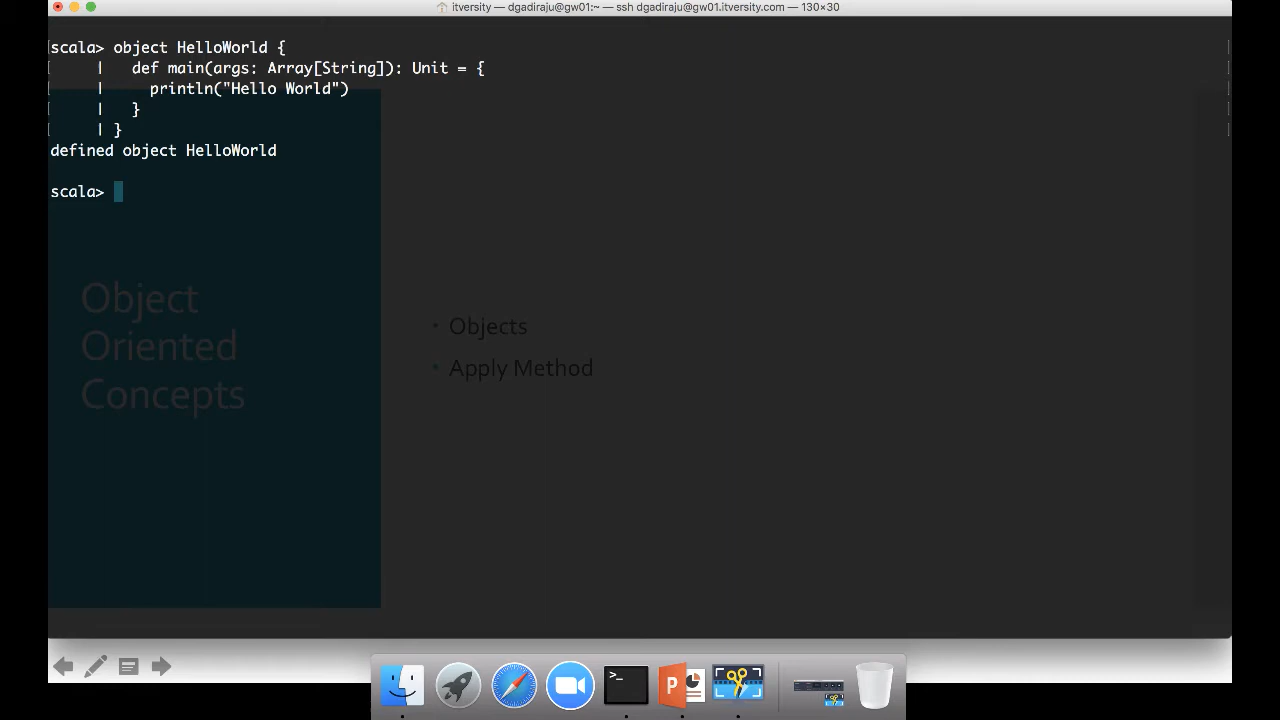 itversity — dgadiraju@gw01:~ — ssh dgadiraju@gw01.itversity.com — 130×30
scala> object HelloWorld {
     |   def main(args: Array[String]): Unit = {
     |     println("Hello World")
     |   }
     | }
defined object HelloWorld
scala>
Object
Oriented
Concepts
• Objects
• Apply Method
>_
P